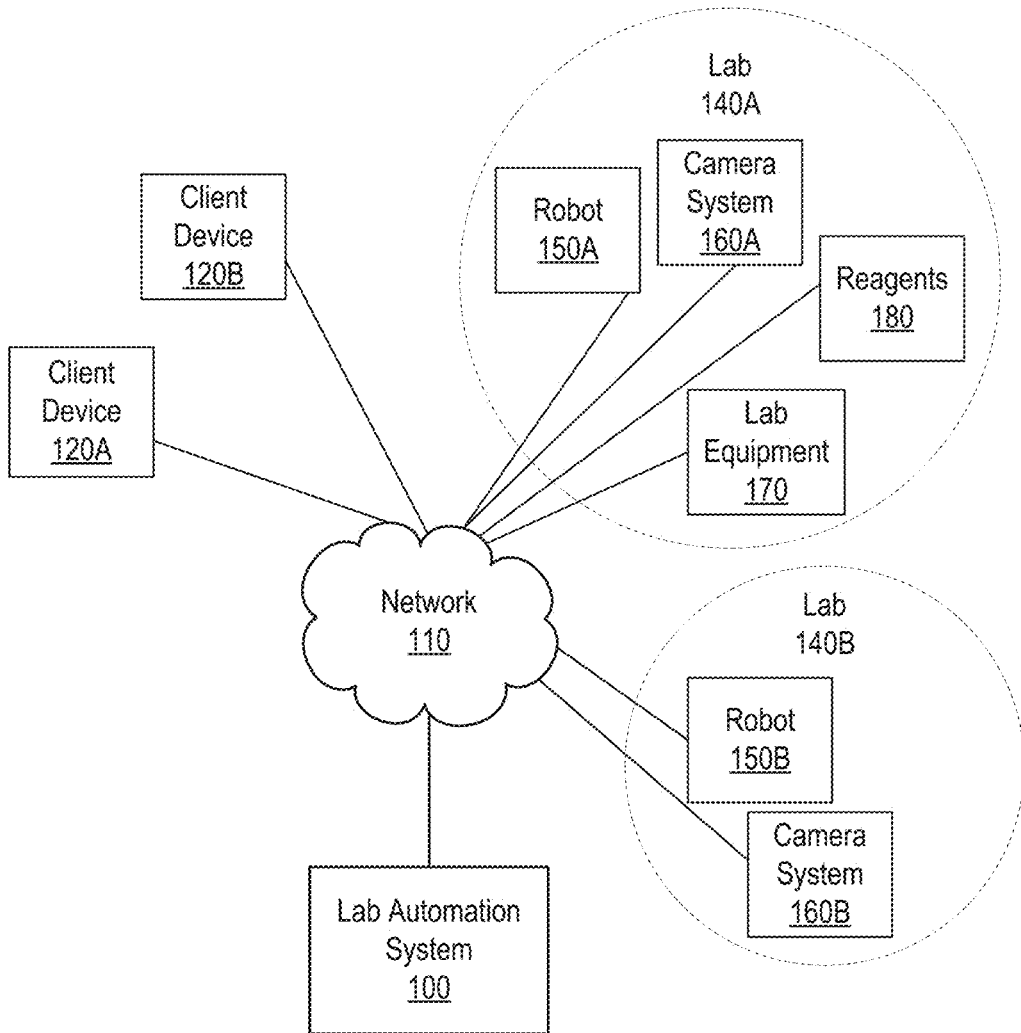 Lab
140A
Camera
System
160A
Robot
150A
Reagents
180
Lab
Equipment
170
Client
Device
120B
Client
Device
120A
Network
110
Lab
140B
Robot
150B
Camera
System
160B
Lab Automation
System
100